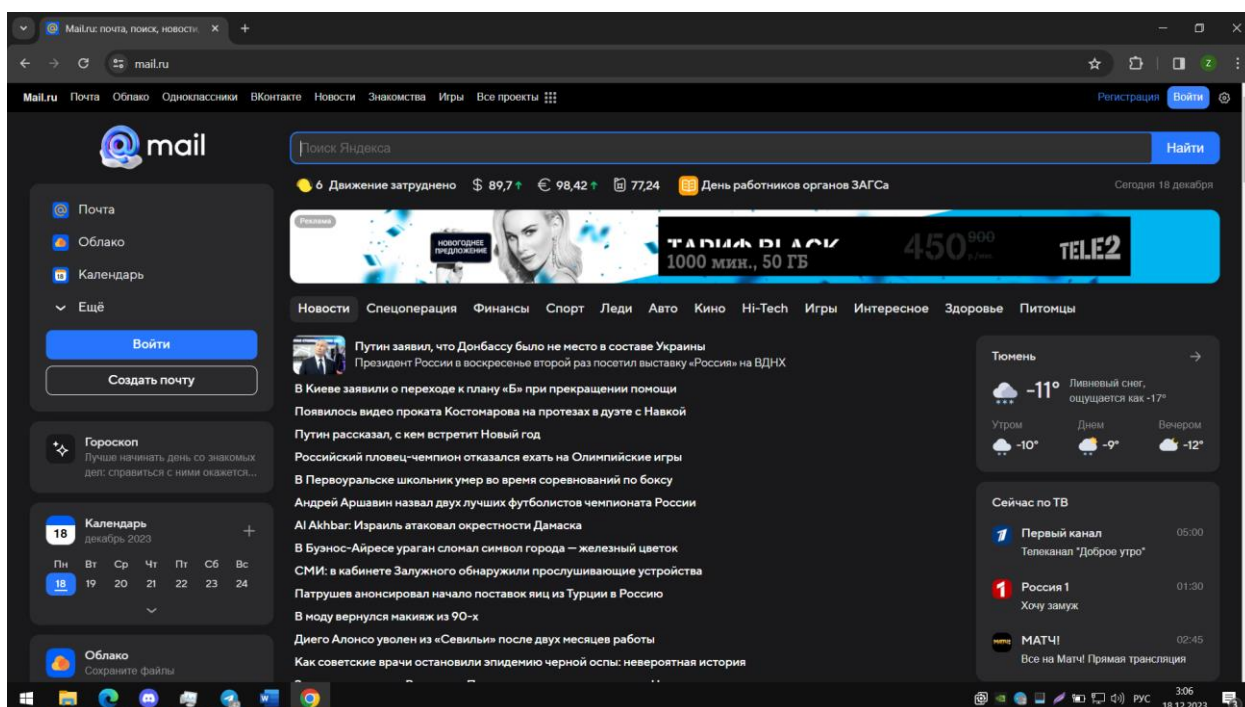 Mail.ru: почта, поиск, новости,
mail.ru
Z
Mail.ru Почта Облако Одноклассники ВКонтакте Новости Знакомства Игры Все проекты
Регистрация Войти
mail
Поиск Яндекса
Найти
6 Движение затруднено $ 89,7 € 98,42 77,24 День работников органов ЗАГСа
Сегодня 18 декабря
Почта
Облако
18 Календарь
Ещё
Войти
Создать почту
Гороскоп
Лучше начинать день со знакомых
дел: справиться с ними окажется...
18 Календарь
декабрь 2023
Пн Вт Ср Чт Пт Сб Вс
18 19 20 21 22 23 24
Облако
Сохраните файлы
Реклама
НОВОГОДНЕЕ
ПРЕДЛОЖЕНИЕ
ТАРИФ BLACK
1000 мин., 50 ГБ
450 900
TELE2
Новости Спецоперация Финансы Спорт Леди Авто Кино Hi-Tech Игры Интересное Здоровье Питомцы
Путин заявил, что Донбассу было не место в составе Украины
Президент России в воскресенье второй раз посетил выставку «Россия» на ВДНХ
В Киеве заявили о переходе к плану «Б» при прекращении помощи
Появилось видео проката Костомарова на протезах в дуэте с Навкой
Путин рассказал, с кем встретит Новый год
Российский пловец-чемпион отказался ехать на Олимпийские игры
В Первоуральске школьник умер во время соревнований по боксу
Андрей Аршавин назвал двух лучших футболистов чемпионата России
Al Akhbar: Израиль атаковал окрестности Дамаска
В Буэнос-Айресе ураган сломал символ города — железный цветок
СМИ: в кабинете Залужного обнаружили прослушивающие устройства
Патрушев анонсировал начало поставок яиц из Турции в Россию
В моду вернулся макияж из 90-х
Диего Алонсо уволен из «Севильи» после двух месяцев работы
Как советские врачи остановили эпидемию черной оспы: невероятная история
Тюмень
-11° Ливневый снег,
ощущается как -17°
Утром Днем Вечером
-10° -9° -12°
Сейчас по ТВ
Первый канал 05:00
Телеканал "Доброе утро"
Россия 1 01:30
Хочу замуж
МАТЧ! 02:45
Все на Матч! Прямая трансляция
РУС
3:06
18.12.2023